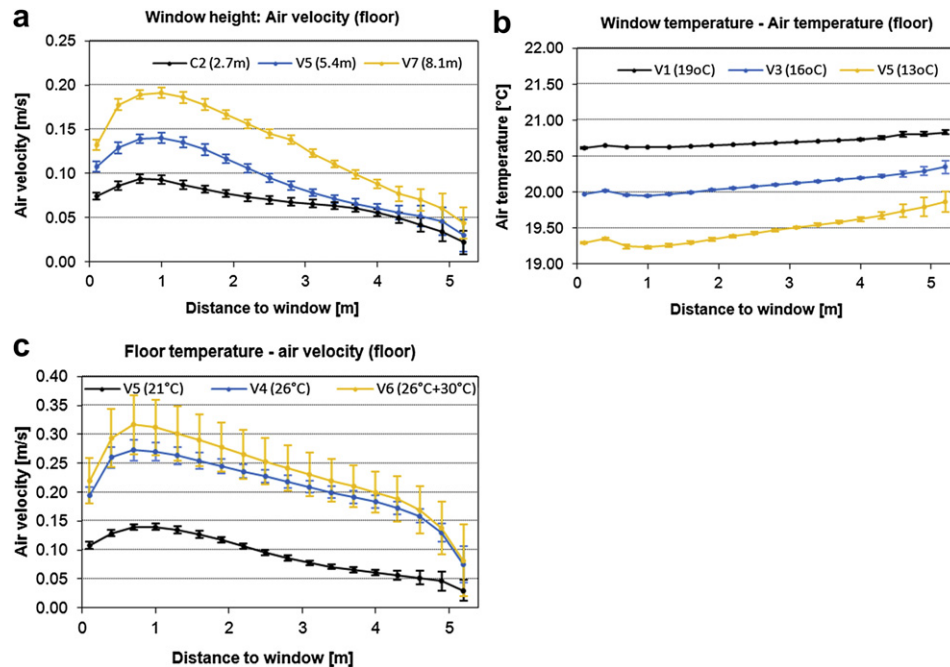 a
Window height: Air velocity (floor)
0.25
0.20
0.15
0.10
0.05
0.00
Air velocity [m/s]
C2 (2.7m) V5 (5.4m) V7 (8.1m)
0 1 2 3 4 5
Distance to window [m]
b
Window temperature - Air temperature (floor)
22.00
21.50
21.00
20.50
20.00
19.50
19.00
Air temperature [°C]
V1 (19oC) V3 (16oC) V5 (13oC)
0 1 2 3 4 5
Distance to window [m]
c
Floor temperature - air velocity (floor)
0.40
0.35
0.30
0.25
0.20
0.15
0.10
0.05
0.00
Air velocity [m/s]
V5 (21°C) V4 (26°C) V6 (26°C+30°C)
0 1 2 3 4 5
Distance to window [m]